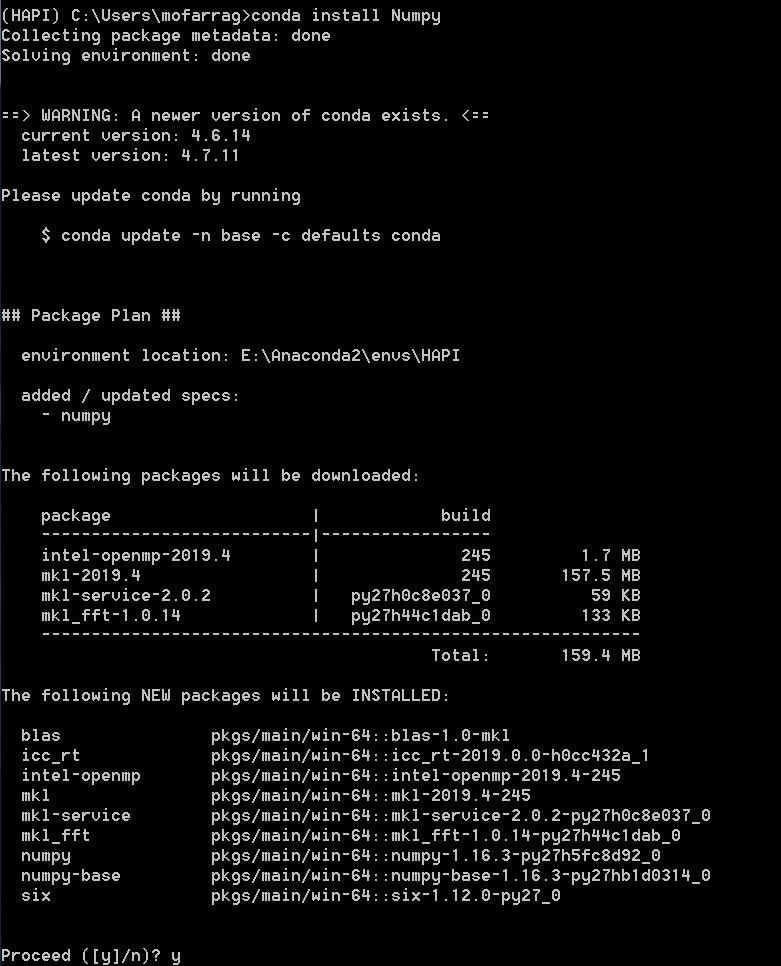 (HAPI) C:\Users\mofarrag>conda install Numpy
Collecting package metadata: done
Solving environment: done
==> WARNING: A newer version of conda exists. <==
current version: 4.6.14
latest version: 4.7.11
Please update conda by running
$ conda update -n base -c defaults conda
## Package Plan ##
environment location: E:\Anaconda2\envs\HAPI
added / updated specs:
- numpy
The following packages will be downloaded:
package | build
---------------------------|-----------------
intel-openmp-2019.4 | 245 1.7 MB
mkl-2019.4 | 245 157.5 MB
mkl-service-2.0.2 | py27h0c8e037_0 59 KB
mkl_fft-1.0.14 | py27h44c1dab_0 133 KB
------------------------------------------------------------
Total: 159.4 MB
The following NEW packages will be INSTALLED:
blas pkgs/main/win-64::blas-1.0-mkl
icc_rt pkgs/main/win-64::icc_rt-2019.0.0-h0cc432a_1
intel-openmp pkgs/main/win-64::intel-openmp-2019.4-245
mkl pkgs/main/win-64::mkl-2019.4-245
mkl-service pkgs/main/win-64::mkl-service-2.0.2-py27h0c8e037_0
mkl_fft pkgs/main/win-64::mkl_fft-1.0.14-py27h44c1dab_0
numpy pkgs/main/win-64::numpy-1.16.3-py27h5fc8d92_0
numpy-base pkgs/main/win-64::numpy-base-1.16.3-py27hb1d0314_0
six pkgs/main/win-64::six-1.12.0-py27_0
Proceed ([y]/n)? y